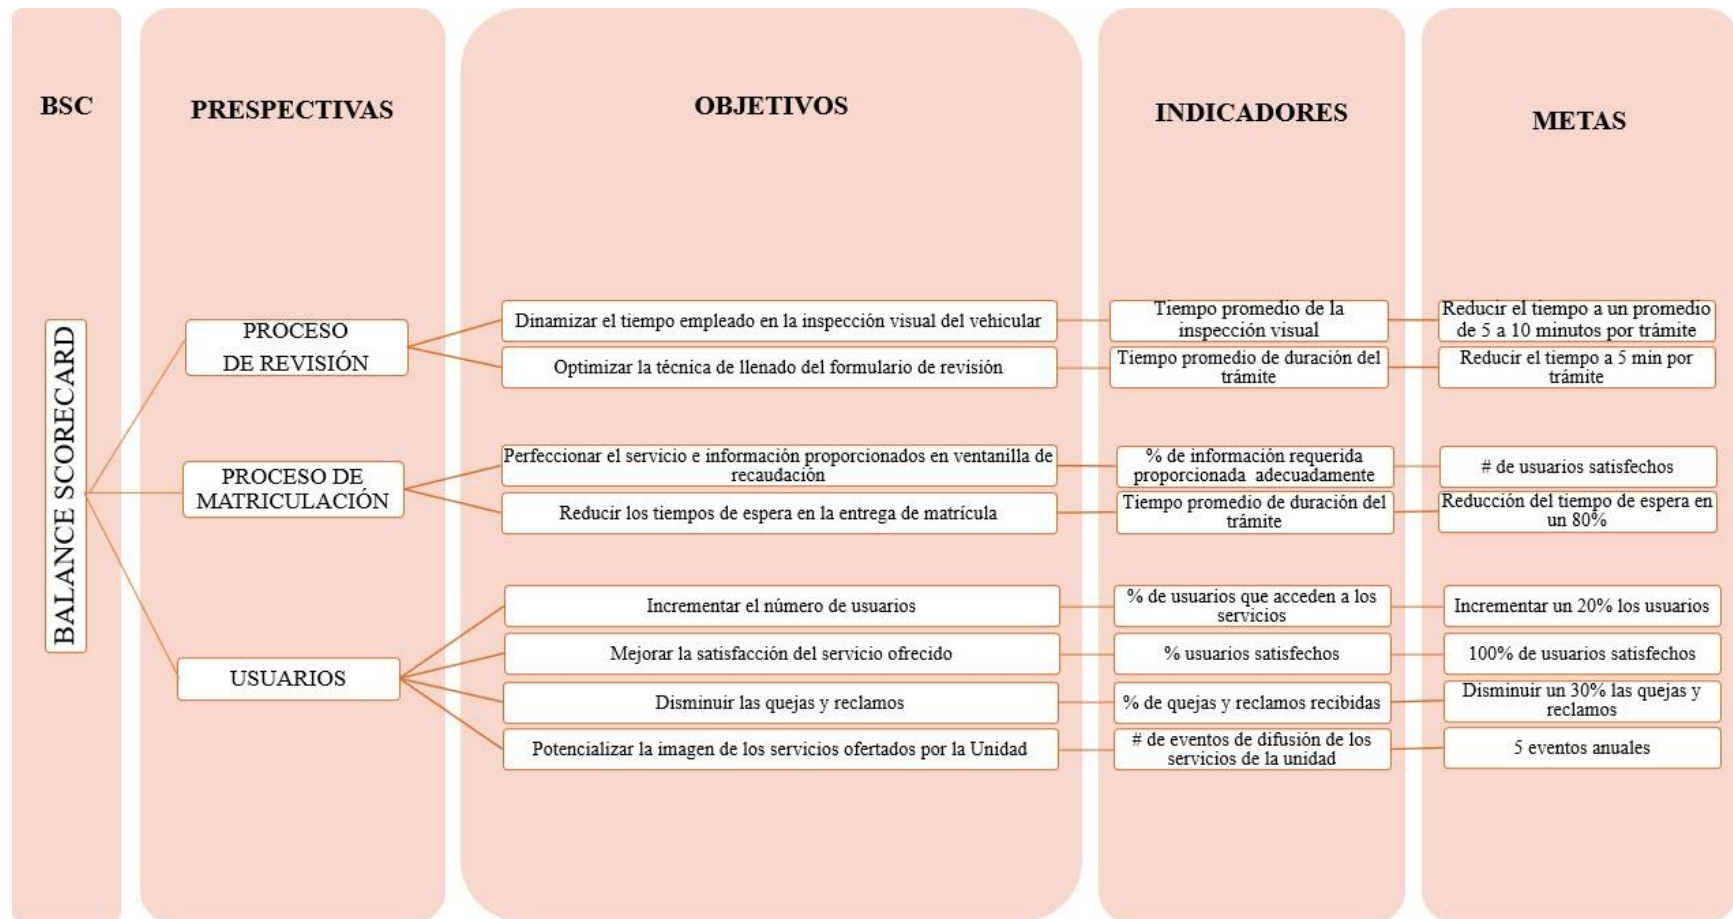 BSC
PRESPECTIVAS
OBJETIVOS
INDICADORES
METAS
BALANCE SCORECARD
PROCESO
DE REVISIÓN
Dinamizar el tiempo empleado en la inspección visual del vehicular
Tiempo promedio de la
inspección visual
Reducir el tiempo a un promedio
de 5 a 10 minutos por trámite
Optimizar la técnica de llenado del formulario de revisión
Tiempo promedio de duración del
trámite
Reducir el tiempo a 5 min por
trámite
PROCESO DE
MATRICULACIÓN
Perfeccionar el servicio e información proporcionados en ventanilla de
recaudación
% de información requerida
proporcionada adecuadamente
# de usuarios satisfechos
Reducir los tiempos de espera en la entrega de matrícula
Tiempo promedio de duración del
trámite
Reducción del tiempo de espera en
un 80%
USUARIOS
Incrementar el número de usuarios
% de usuarios que acceden a los
servicios
Incrementar un 20% los usuarios
Mejorar la satisfacción del servicio ofrecido
% usuarios satisfechos
100% de usuarios satisfechos
Disminuir las quejas y reclamos
% de quejas y reclamos recibidas
Disminuir un 30% las quejas y
reclamos
Potencializar la imagen de los servicios ofertados por la Unidad
# de eventos de difusión de los
servicios de la unidad
5 eventos anuales